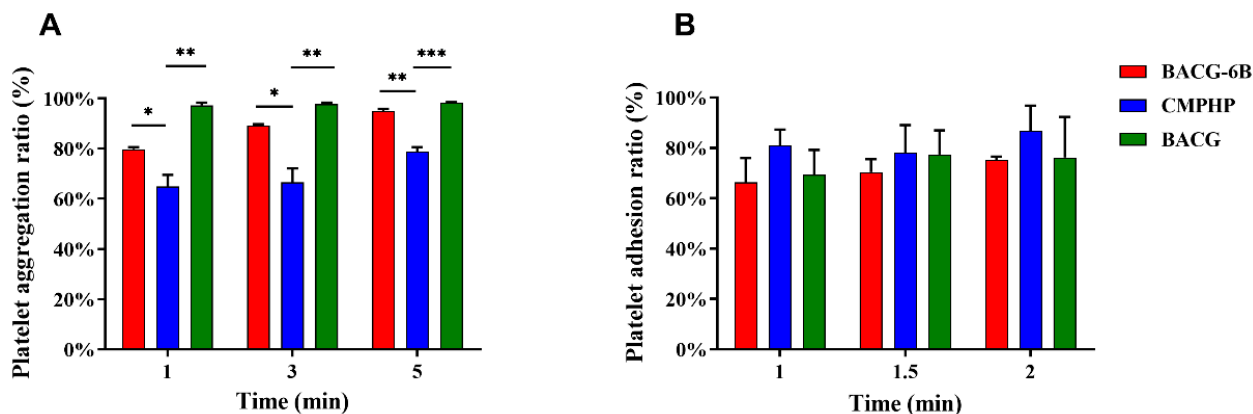 A
Platelet aggregation ratio (%)
100%
80%
60%
40%
20%
0%
* ** * ** ** ***
1 3 5
Time (min)
B
Platelet adhesion ratio (%)
100%
80%
60%
40%
20%
0%
1 1.5 2
Time (min)
BACG-6B
CMPHP
BACG